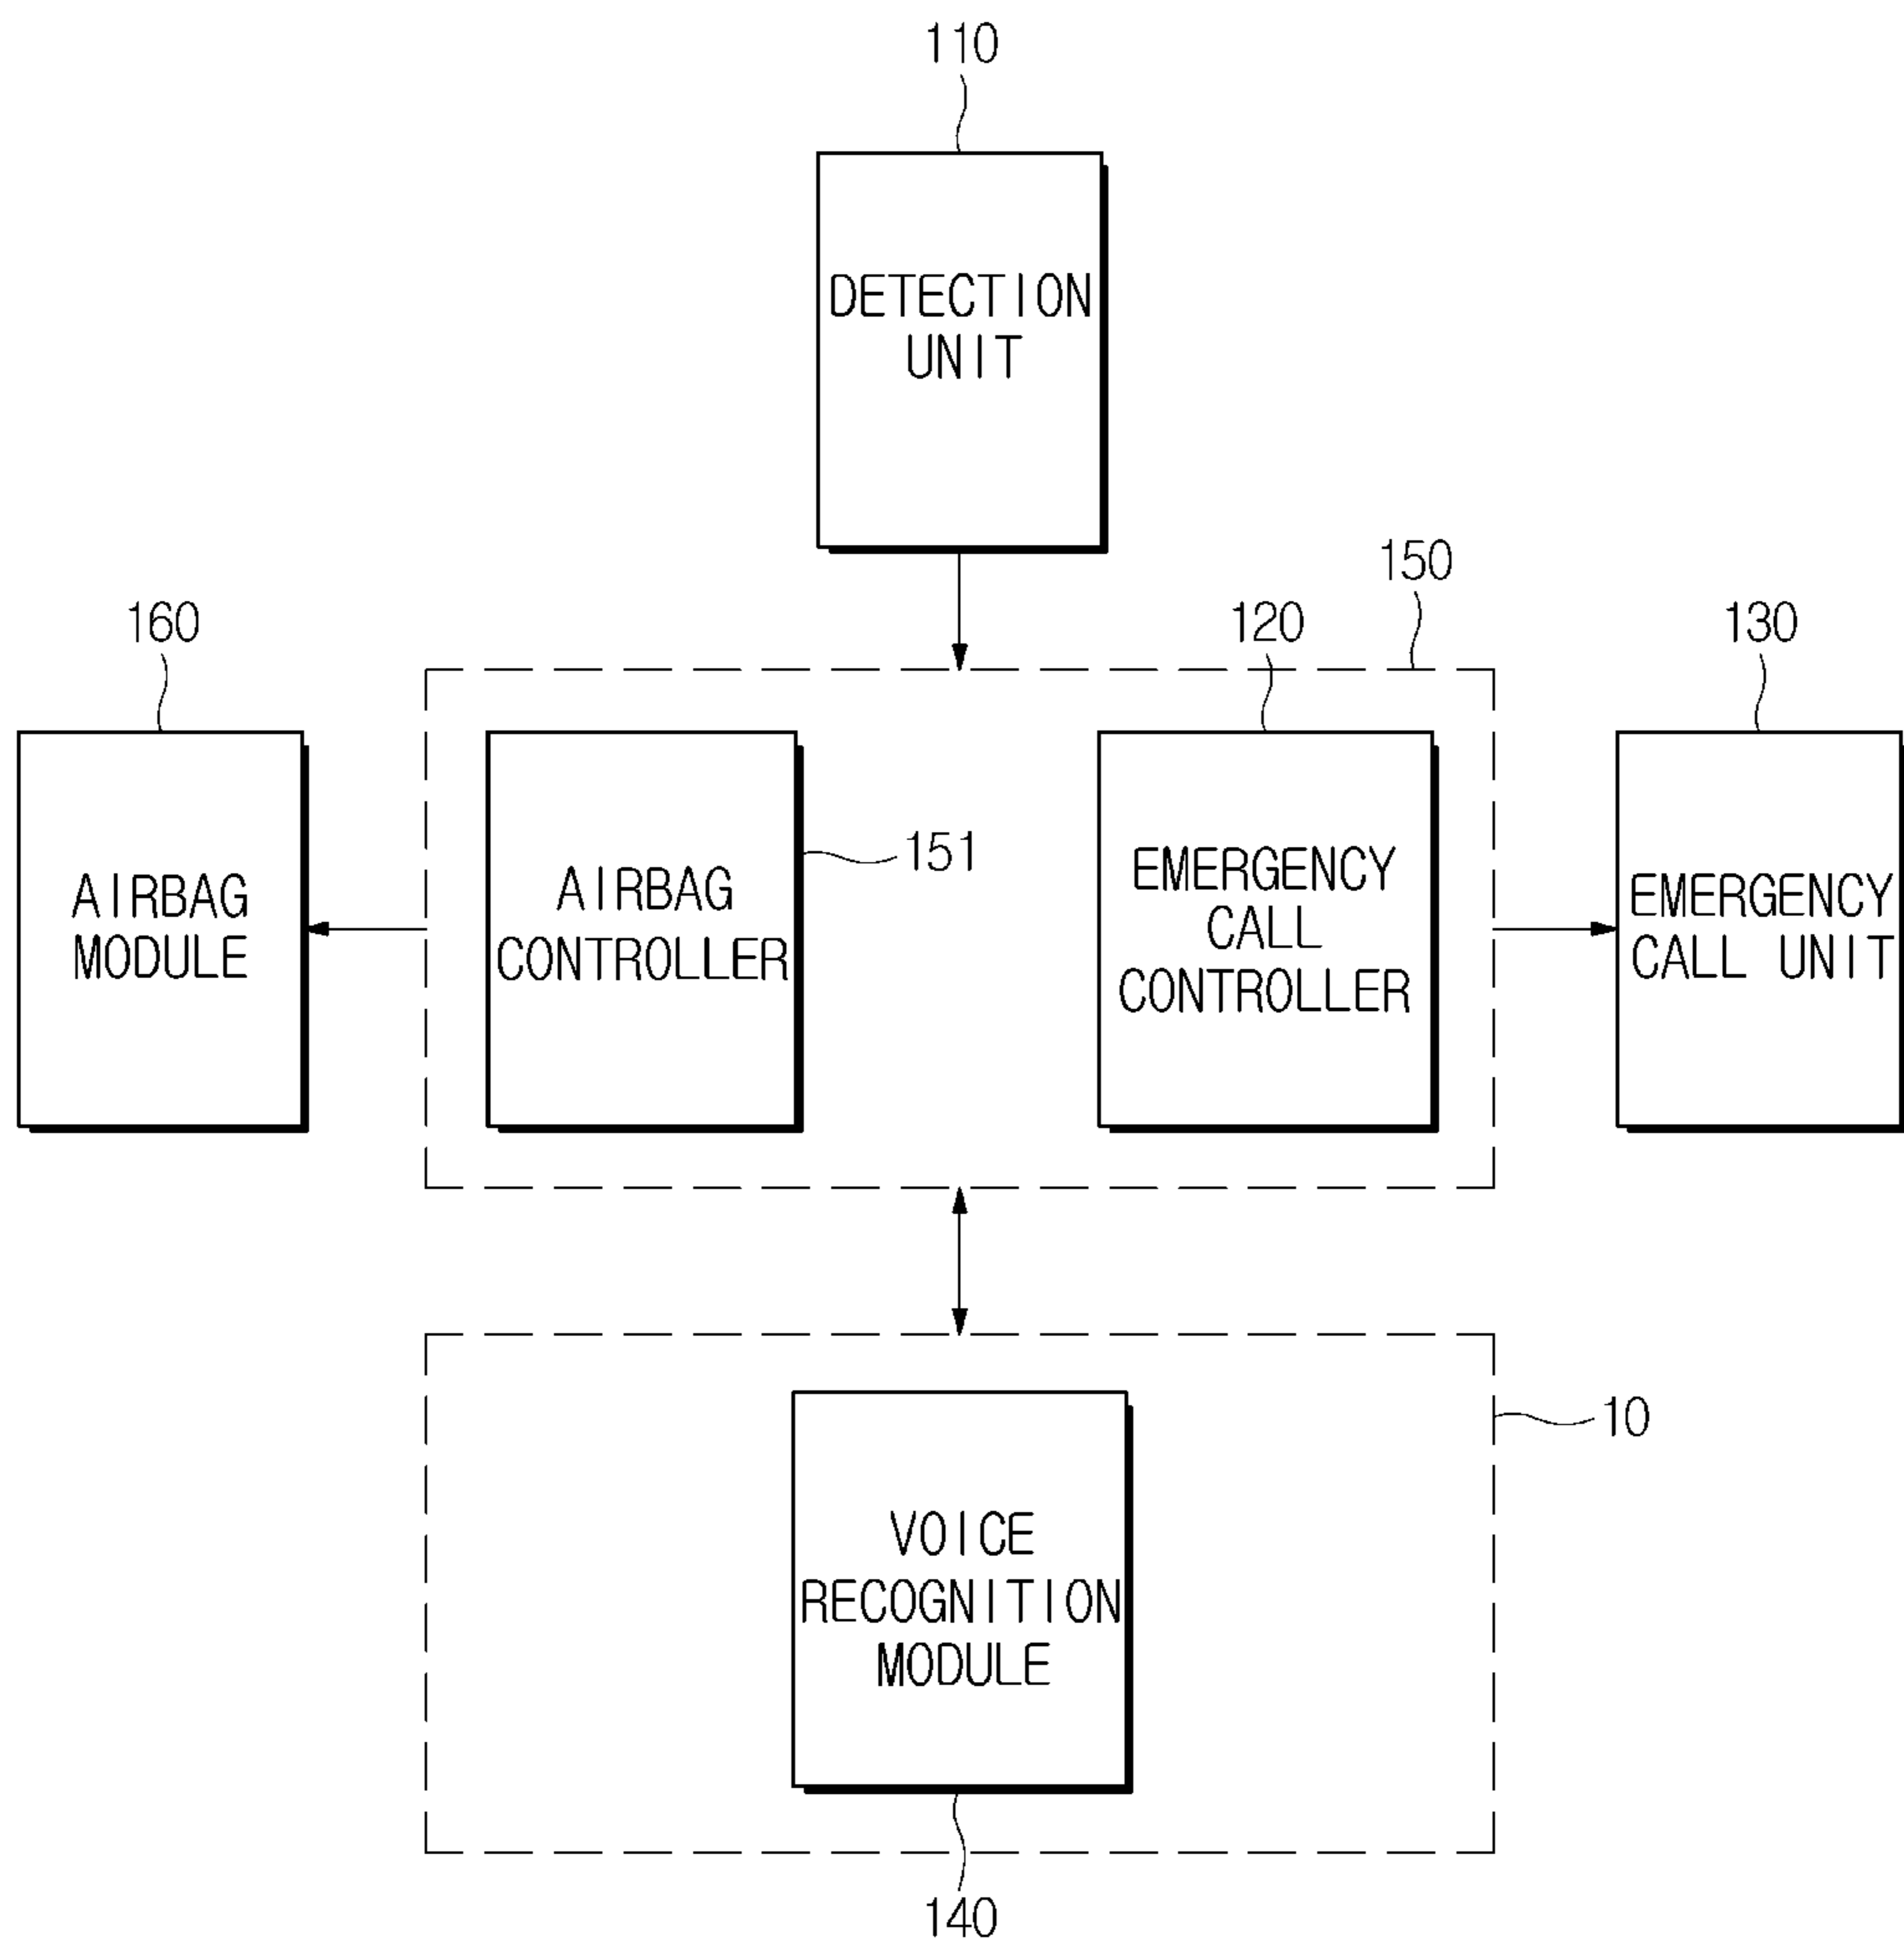 110
DETECTION
UNIT
150
160
120
130
AIRBAG
MODULE
AIRBAG
CONTROLLER
151
EMERGENCY
CALL
CONTROLLER
EMERGENCY
CALL UNIT
10
VOICE
RECOGNITION
MODULE
140